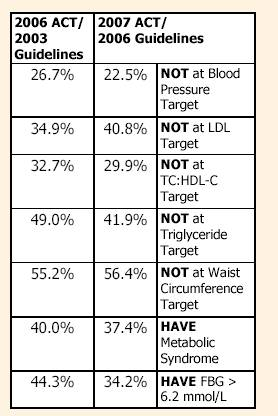 2006 ACT/ 2007 ACT/
2003 2006 Guidelines
Guidelines
26.7% 22.5% NOT at Blood
Pressure
Target
34.9% 40.8% NOT at LDL
Target
32.7% 29.9% NOT at
TC:HDL-C
Target
49.0% 41.9% NOT at
Triglyceride
Target
55.2% 56.4% NOT at Waist
Circumference
Target
40.0% 37.4% HAVE
Metabolic
Syndrome
44.3% 34.2% HAVE FBG >
6.2 mmol/L